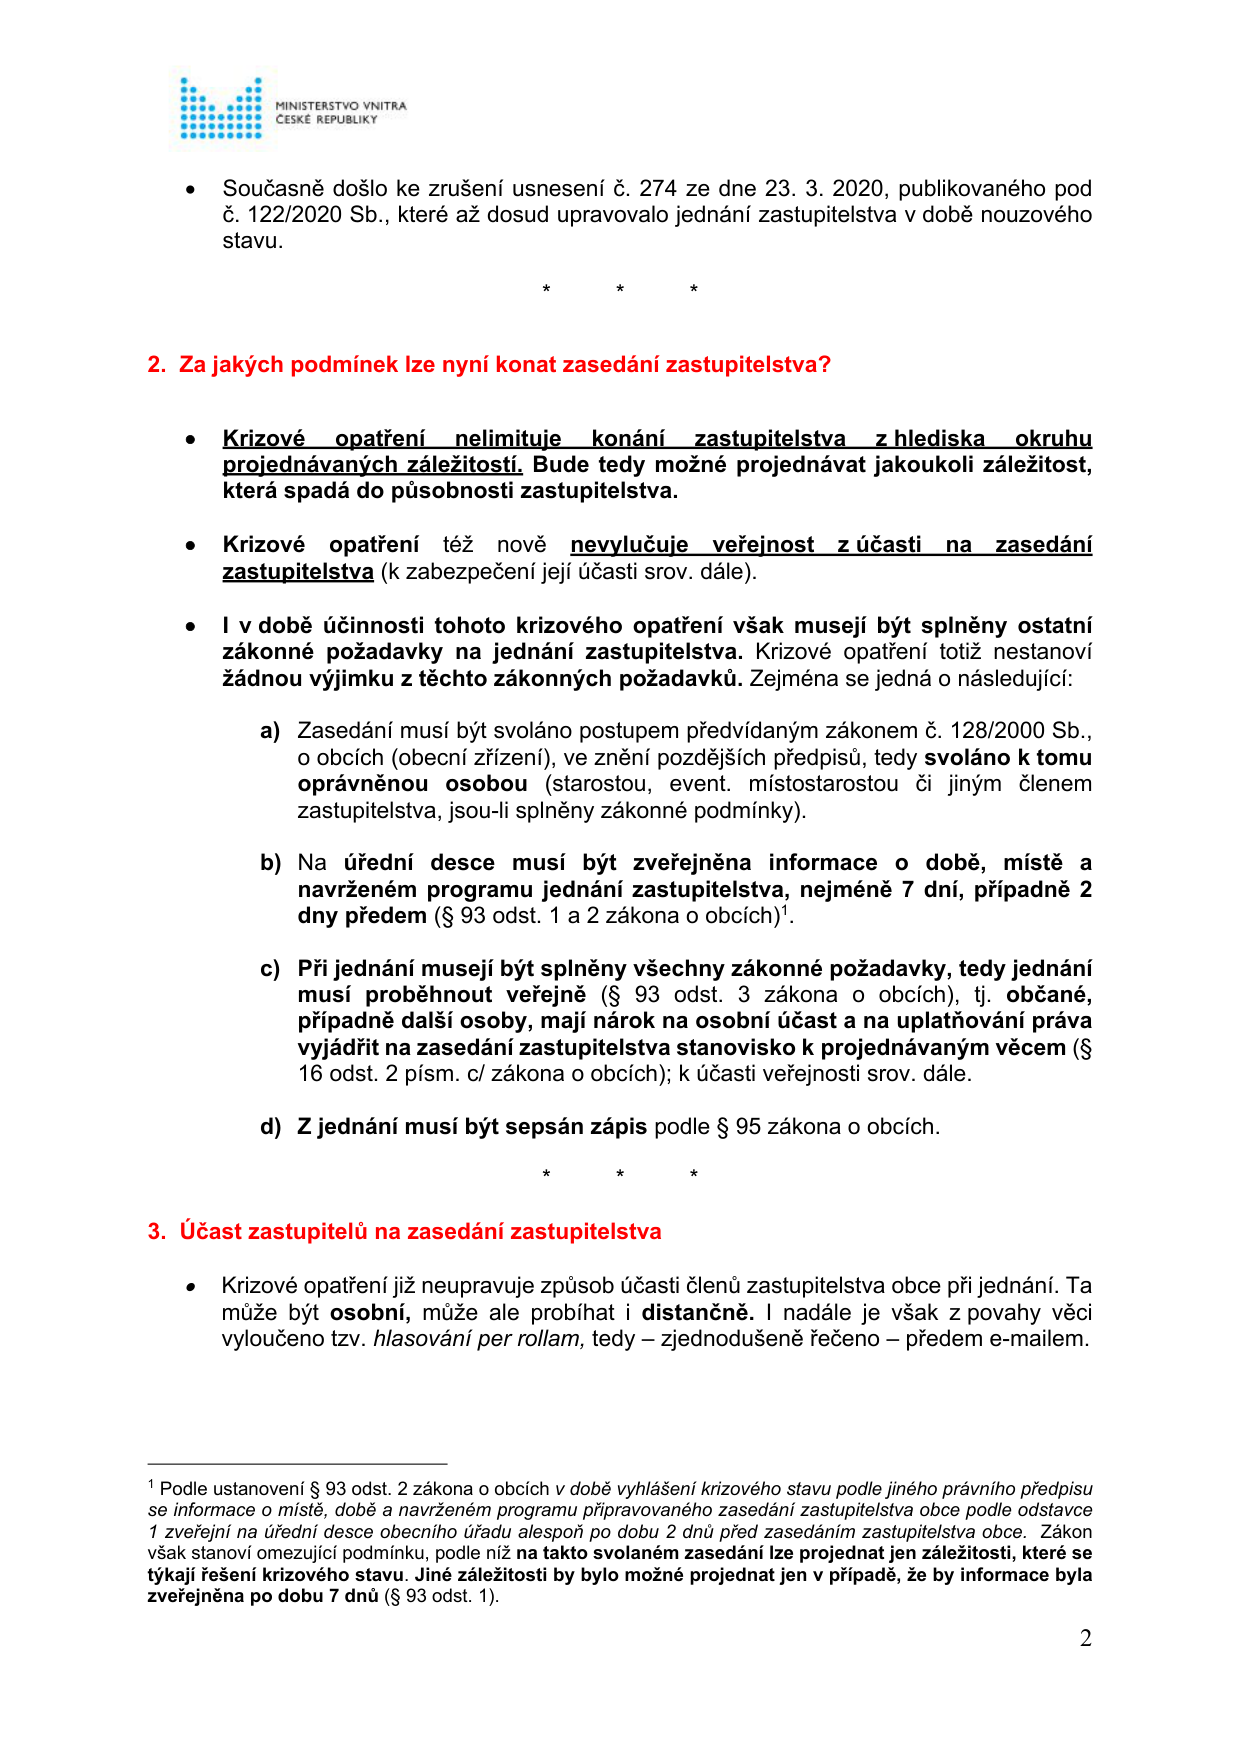 MINISTERSTVO VNITRA
ČESKÉ REPUBLIKY
• Současně došlo ke zrušení usnesení č. 274 ze dne 23. 3. 2020, publikovaného pod
č. 122/2020 Sb., které až dosud upravovalo jednání zastupitelstva v době nouzového
stavu.
* * *
2. Za jakých podmínek lze nyní konat zasedání zastupitelstva?
• Krizové opatření nelimituje konání zastupitelstva z hlediska okruhu
projednávaných záležitostí. Bude tedy možné projednávat jakoukoli záležitost,
která spadá do působnosti zastupitelstva.
• Krizové opatření též nově nevylučuje veřejnost z účasti na zasedání
zastupitelstva (k zabezpečení její účasti srov. dále).
• I v době účinnosti tohoto krizového opatření však musejí být splněny ostatní
zákonné požadavky na jednání zastupitelstva. Krizové opatření totiž nestanoví
žádnou výjimku z těchto zákonných požadavků. Zejména se jedná o následující:
a) Zasedání musí být svoláno postupem předvídaným zákonem č. 128/2000 Sb.,
o obcích (obecní zřízení), ve znění pozdějších předpisů, tedy svoláno k tomu
oprávněnou osobou (starostou, event. místostarostou či jiným členem
zastupitelstva, jsou-li splněny zákonné podmínky).
b) Na úřední desce musí být zveřejněna informace o době, místě a
navrženém programu jednání zastupitelstva, nejméně 7 dní, případně 2
dny předem (§ 93 odst. 1 a 2 zákona o obcích)1.
c) Při jednání musejí být splněny všechny zákonné požadavky, tedy jednání
musí proběhnout veřejně (§ 93 odst. 3 zákona o obcích), tj. občané,
případně další osoby, mají nárok na osobní účast a na uplatňování práva
vyjádřit na zasedání zastupitelstva stanovisko k projednávaným věcem (§
16 odst. 2 písm. c/ zákona o obcích); k účasti veřejnosti srov. dále.
d) Z jednání musí být sepsán zápis podle § 95 zákona o obcích.
* * *
3. Účast zastupitelů na zasedání zastupitelstva
• Krizové opatření již neupravuje způsob účasti členů zastupitelstva obce při jednání. Ta
může být osobní, může ale probíhat i distančně. I nadále je však z povahy věci
vyloučeno tzv. hlasování per rollam, tedy – zjednodušeně řečeno – předem e-mailem.
1 Podle ustanovení § 93 odst. 2 zákona o obcích v době vyhlášení krizového stavu podle jiného právního předpisu
se informace o místě, době a navrženém programu připravovaného zasedání zastupitelstva obce podle odstavce
1 zveřejní na úřední desce obecního úřadu alespoň po dobu 2 dnů před zasedáním zastupitelstva obce. Zákon
však stanoví omezující podmínku, podle níž na takto svolaném zasedání lze projednat jen záležitosti, které se
týkají řešení krizového stavu. Jiné záležitosti by bylo možné projednat jen v případě, že by informace byla
zveřejněna po dobu 7 dnů (§ 93 odst. 1).
2